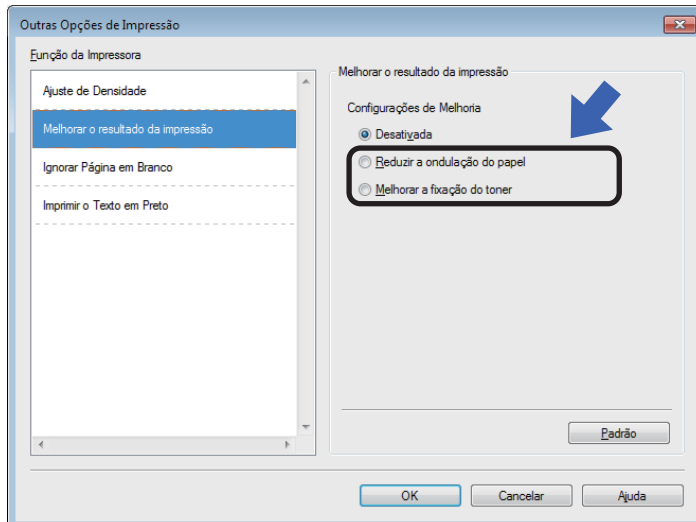 Outras Opções de Impressão
Função da Impressora
Ajuste de Densidade
Melhorar o resultado da impressão
Ignorar Página em Branco
Imprimir o Texto em Preto
Melhorar o resultado da impressão
Configurações de Melhoria
Desativada
Reduzir a ondulação do papel
Melhorar a fixação do toner
Padrão
OK
Cancelar
Ajuda